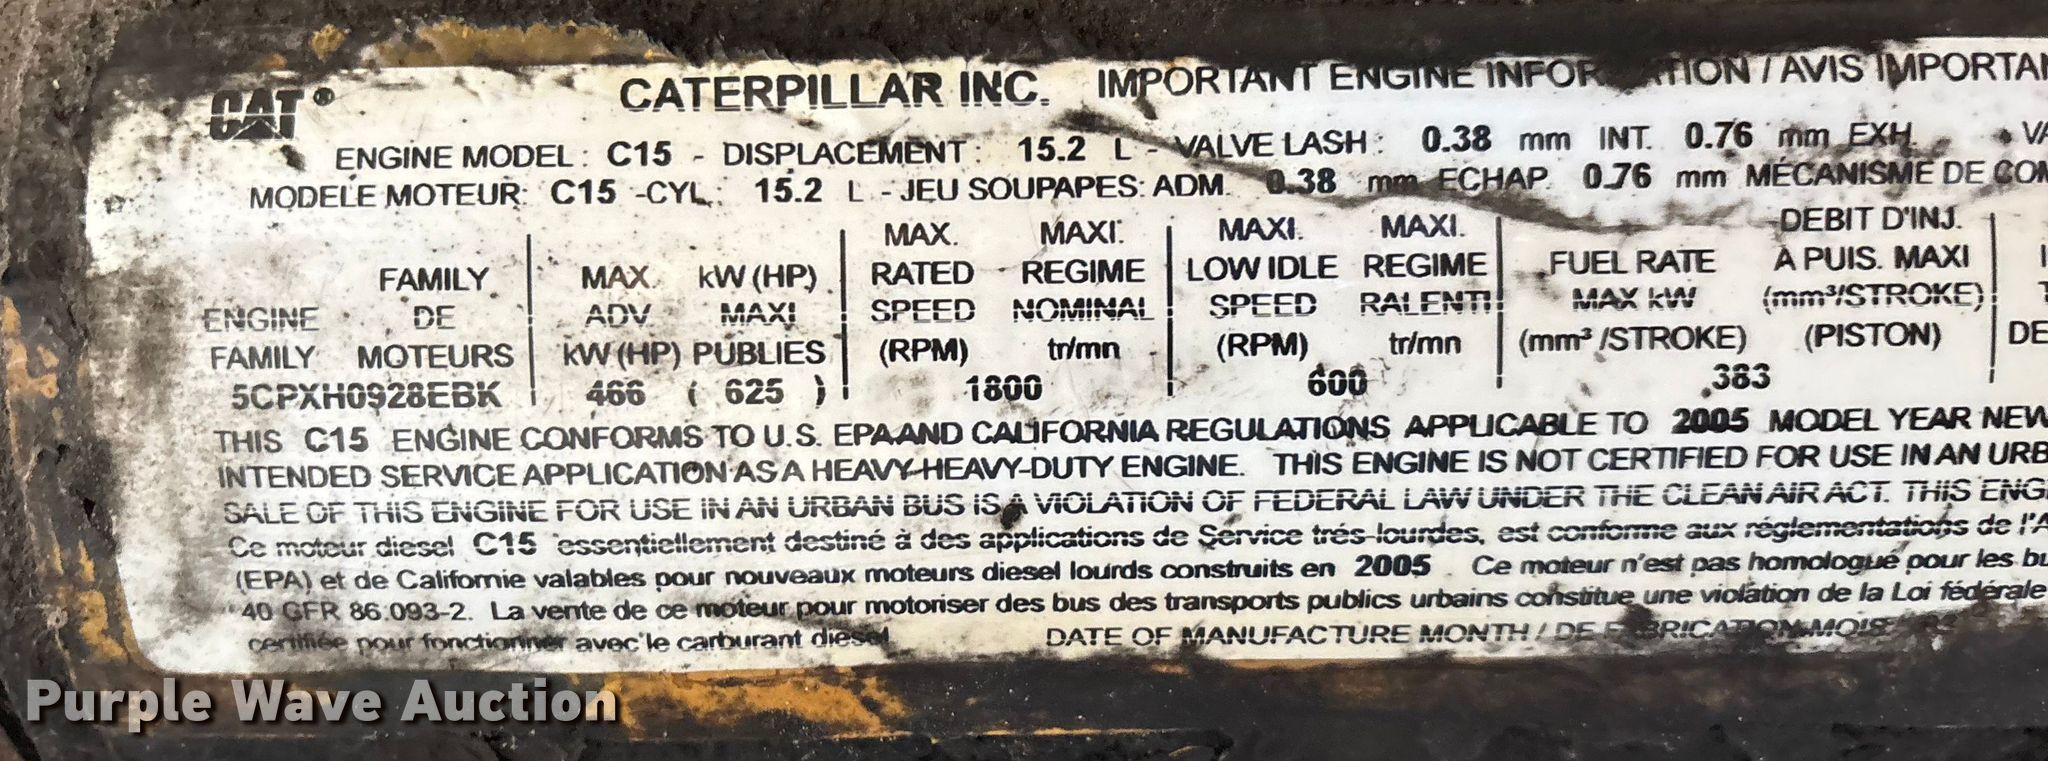 CAT® CATERPILLAR INC. IMPORTANT ENGINE INFORMATION / AVIS IMPORTAN
ENGINE MODEL: C15 - DISPLACEMENT: 15.2 L - VALVE LASH: 0.38 mm INT. 0.76 mm EXH. • VA
MODELE MOTEUR: C15 -CYL.: 15.2 L - JEU SOUPAPES: ADM. 0.38 mm ECHAP. 0.76 mm MÉCANISME DE COM
DEBIT D'INJ.
MAX. MAXI. MAXI. MAXI.
FAMILY MAX. kW (HP) RATED REGIME LOW IDLE REGIME FUEL RATE A PUIS. MAXI
ENGINE DE ADV. MAXI SPEED NOMINAL SPEED RALENTI MAX kW (mm³/STROKE)
FAMILY MOTEURS kW (HP) PUBLIES (RPM) tr/mn (RPM) tr/mn (mm³ /STROKE) (PISTON) DE
5CPXH0928EBK 466 ( 625 ) 1800 600 383
THIS C15 ENGINE CONFORMS TO U.S. EPA AND CALIFORNIA REGULATIONS APPLICABLE TO 2005 MODEL YEAR NEW
INTENDED SERVICE APPLICATION AS A HEAVY-HEAVY-DUTY ENGINE. THIS ENGINE IS NOT CERTIFIED FOR USE IN AN URB
SALE OF THIS ENGINE FOR USE IN AN URBAN BUS IS A VIOLATION OF FEDERAL LAW UNDER THE CLEAN AIR ACT. THIS ENGI
Ce moteur diesel C15 essentiellement destiné à des applications de Service trés-lourdes, est conforme aux réglementations de l'A
(EPA) et de Californie valables pour nouveaux moteurs diesel lourds construits en 2005 Ce moteur n'est pas homologué pour les bu
40 CFR 86.093-2. La vente de ce moteur pour motoriser des bus des transports publics urbains constitue une violation de la Loi fédérale
certifiée pour fonctionner avec le carburant diesel DATE OF MANUFACTURE MONTH / DE FABRICATION-MOIS
Purple Wave Auction